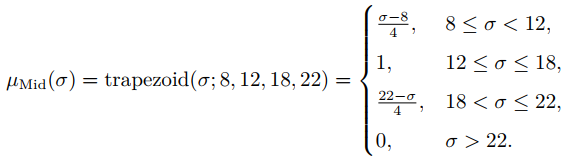 μ_Mid(σ) = trapezoid(σ; 8, 12, 18, 22) = {
(σ−8)/4, 8 ≤ σ < 12,
1, 12 ≤ σ ≤ 18,
(22−σ)/4, 18 < σ ≤ 22,
0, σ > 22.